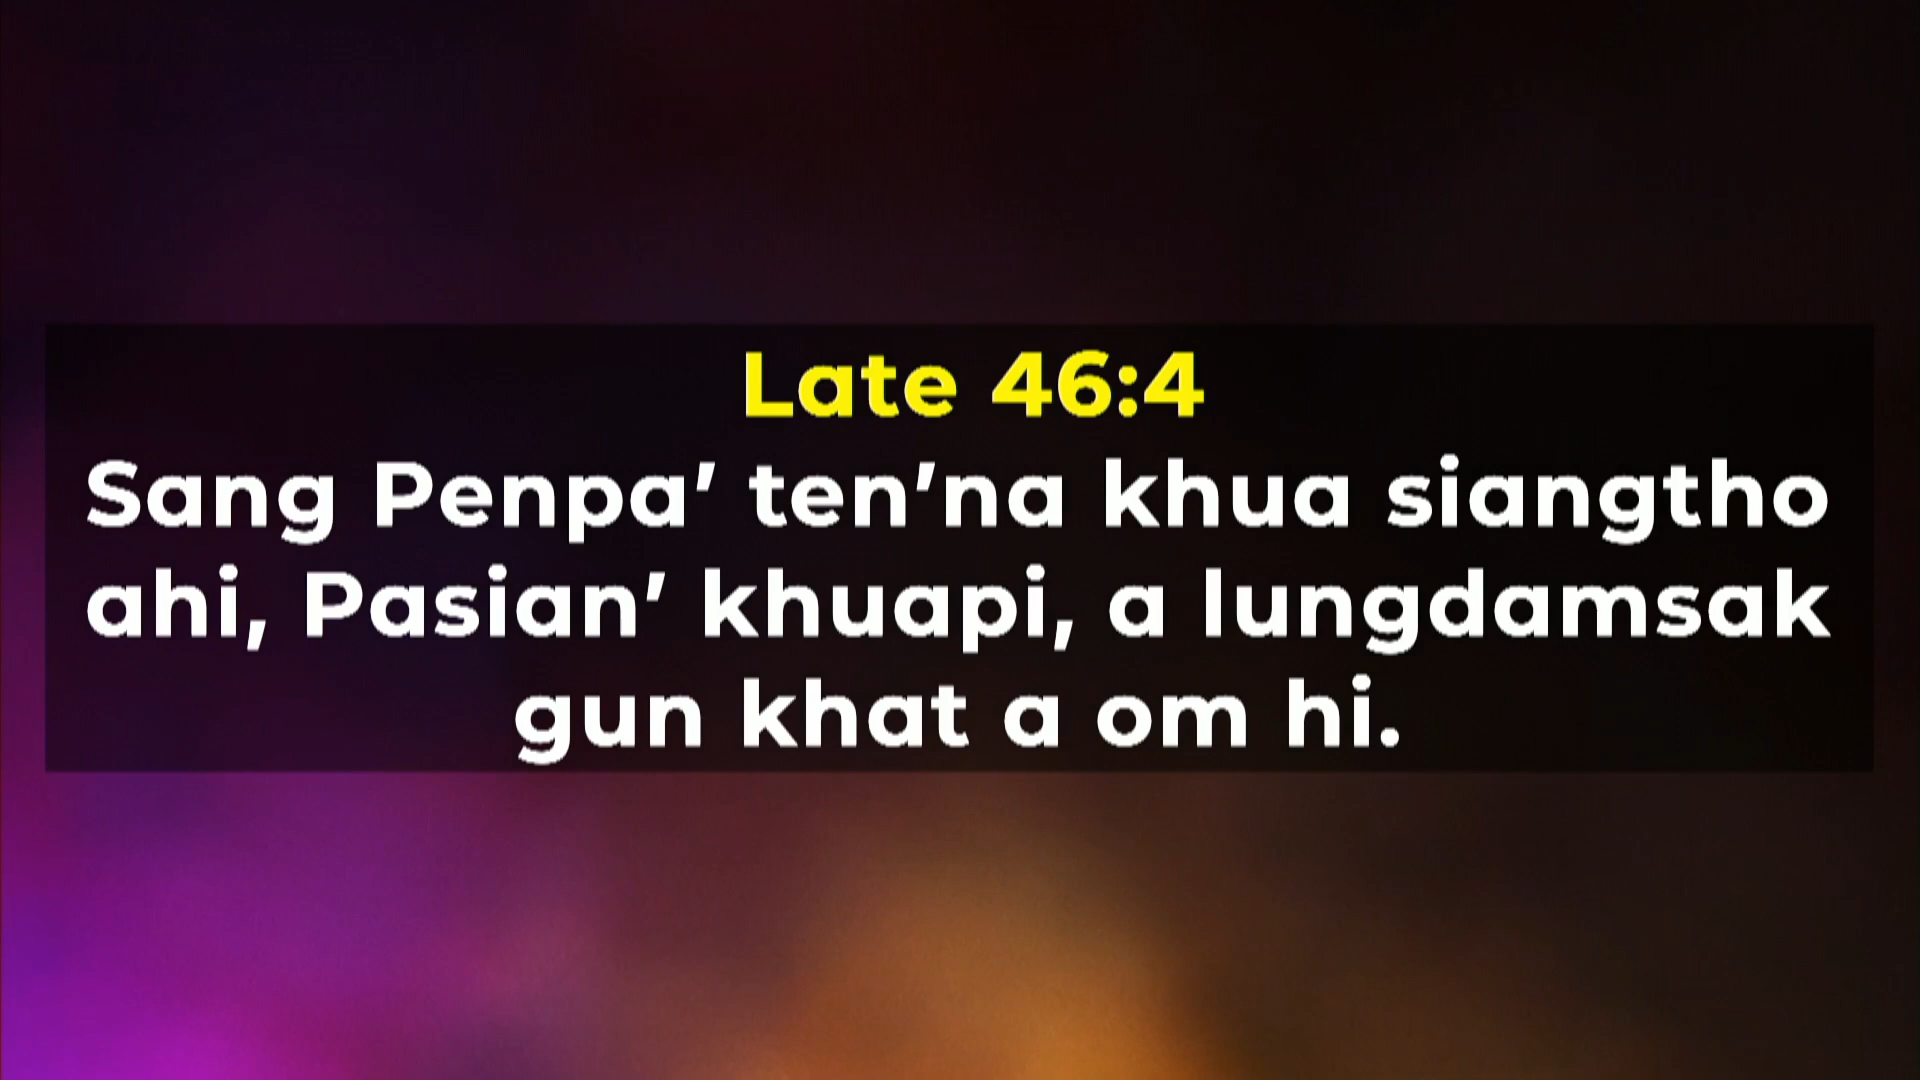 Late 46:4
Sang Penpa’ ten’na khua siangtho
ahi, Pasian’ khuapi, a lungdamsak
gun khat a om hi.